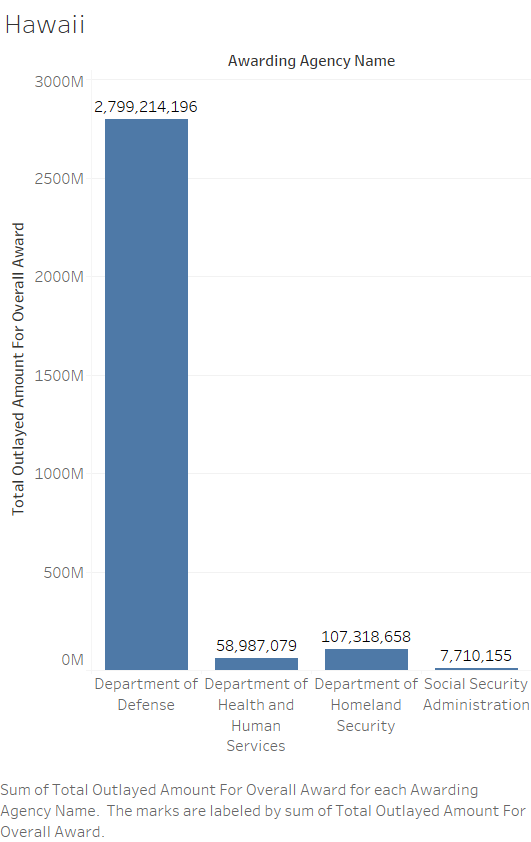 Hawaii
Awarding Agency Name
Total Outlayed Amount For Overall Award
3000M
2500M
2000M
1500M
1000M
500M
0M
2,799,214,196
58,987,079
107,318,658
7,710,155
Department of
Defense
Department of
Health and
Human
Services
Department of
Homeland
Security
Social Security
Administration
Sum of Total Outlayed Amount For Overall Award for each Awarding
Agency Name.  The marks are labeled by sum of Total Outlayed Amount For
Overall Award.